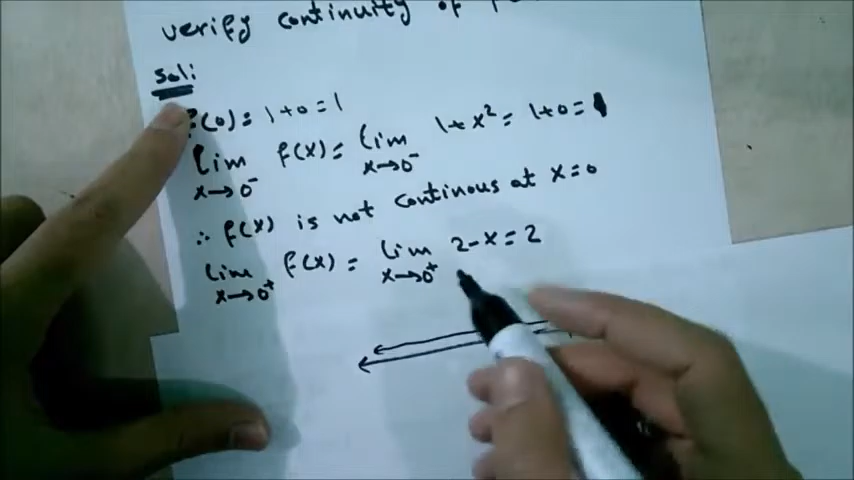 verify continuity of
sol:
f(0) = 1+0 = 1
lim x→0⁻ f(x) = lim x→0⁻ 1+x² = 1+0 = 1
∴ f(x) is not continous at x=0
lim x→0⁺ f(x) = lim x→0⁺ 2-x = 2